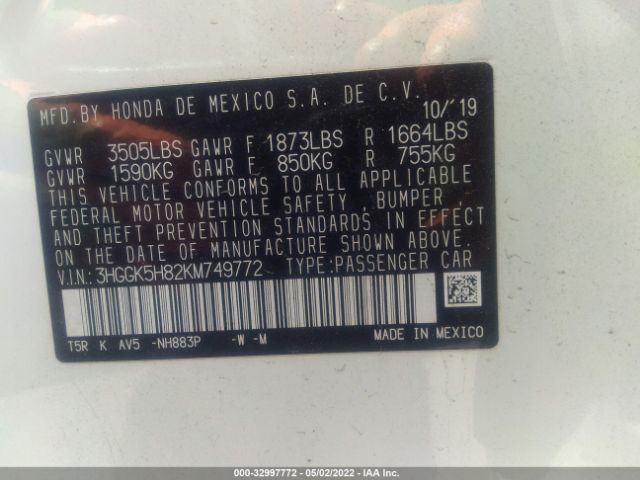 MFD. BY HONDA DE MEXICO S.A. DE C.V.
10/'19
GVWR 3505LBS GAWR F 1873LBS R 1664LBS
GVWR 1590KG GAWR F 850KG R 755KG
THIS VEHICLE CONFORMS TO ALL APPLICABLE
FEDERAL MOTOR VEHICLE SAFETY, BUMPER
AND THEFT PREVENTION STANDARDS IN EFFECT
ON THE DATE OF MANUFACTURE SHOWN ABOVE.
V.I.N.: 3HGGK5H82KM749772 TYPE:PASSENGER CAR
T5R K AV5 -NH883P -W -M MADE IN MEXICO
000-32997772 - 05/02/2022 - IAA Inc.